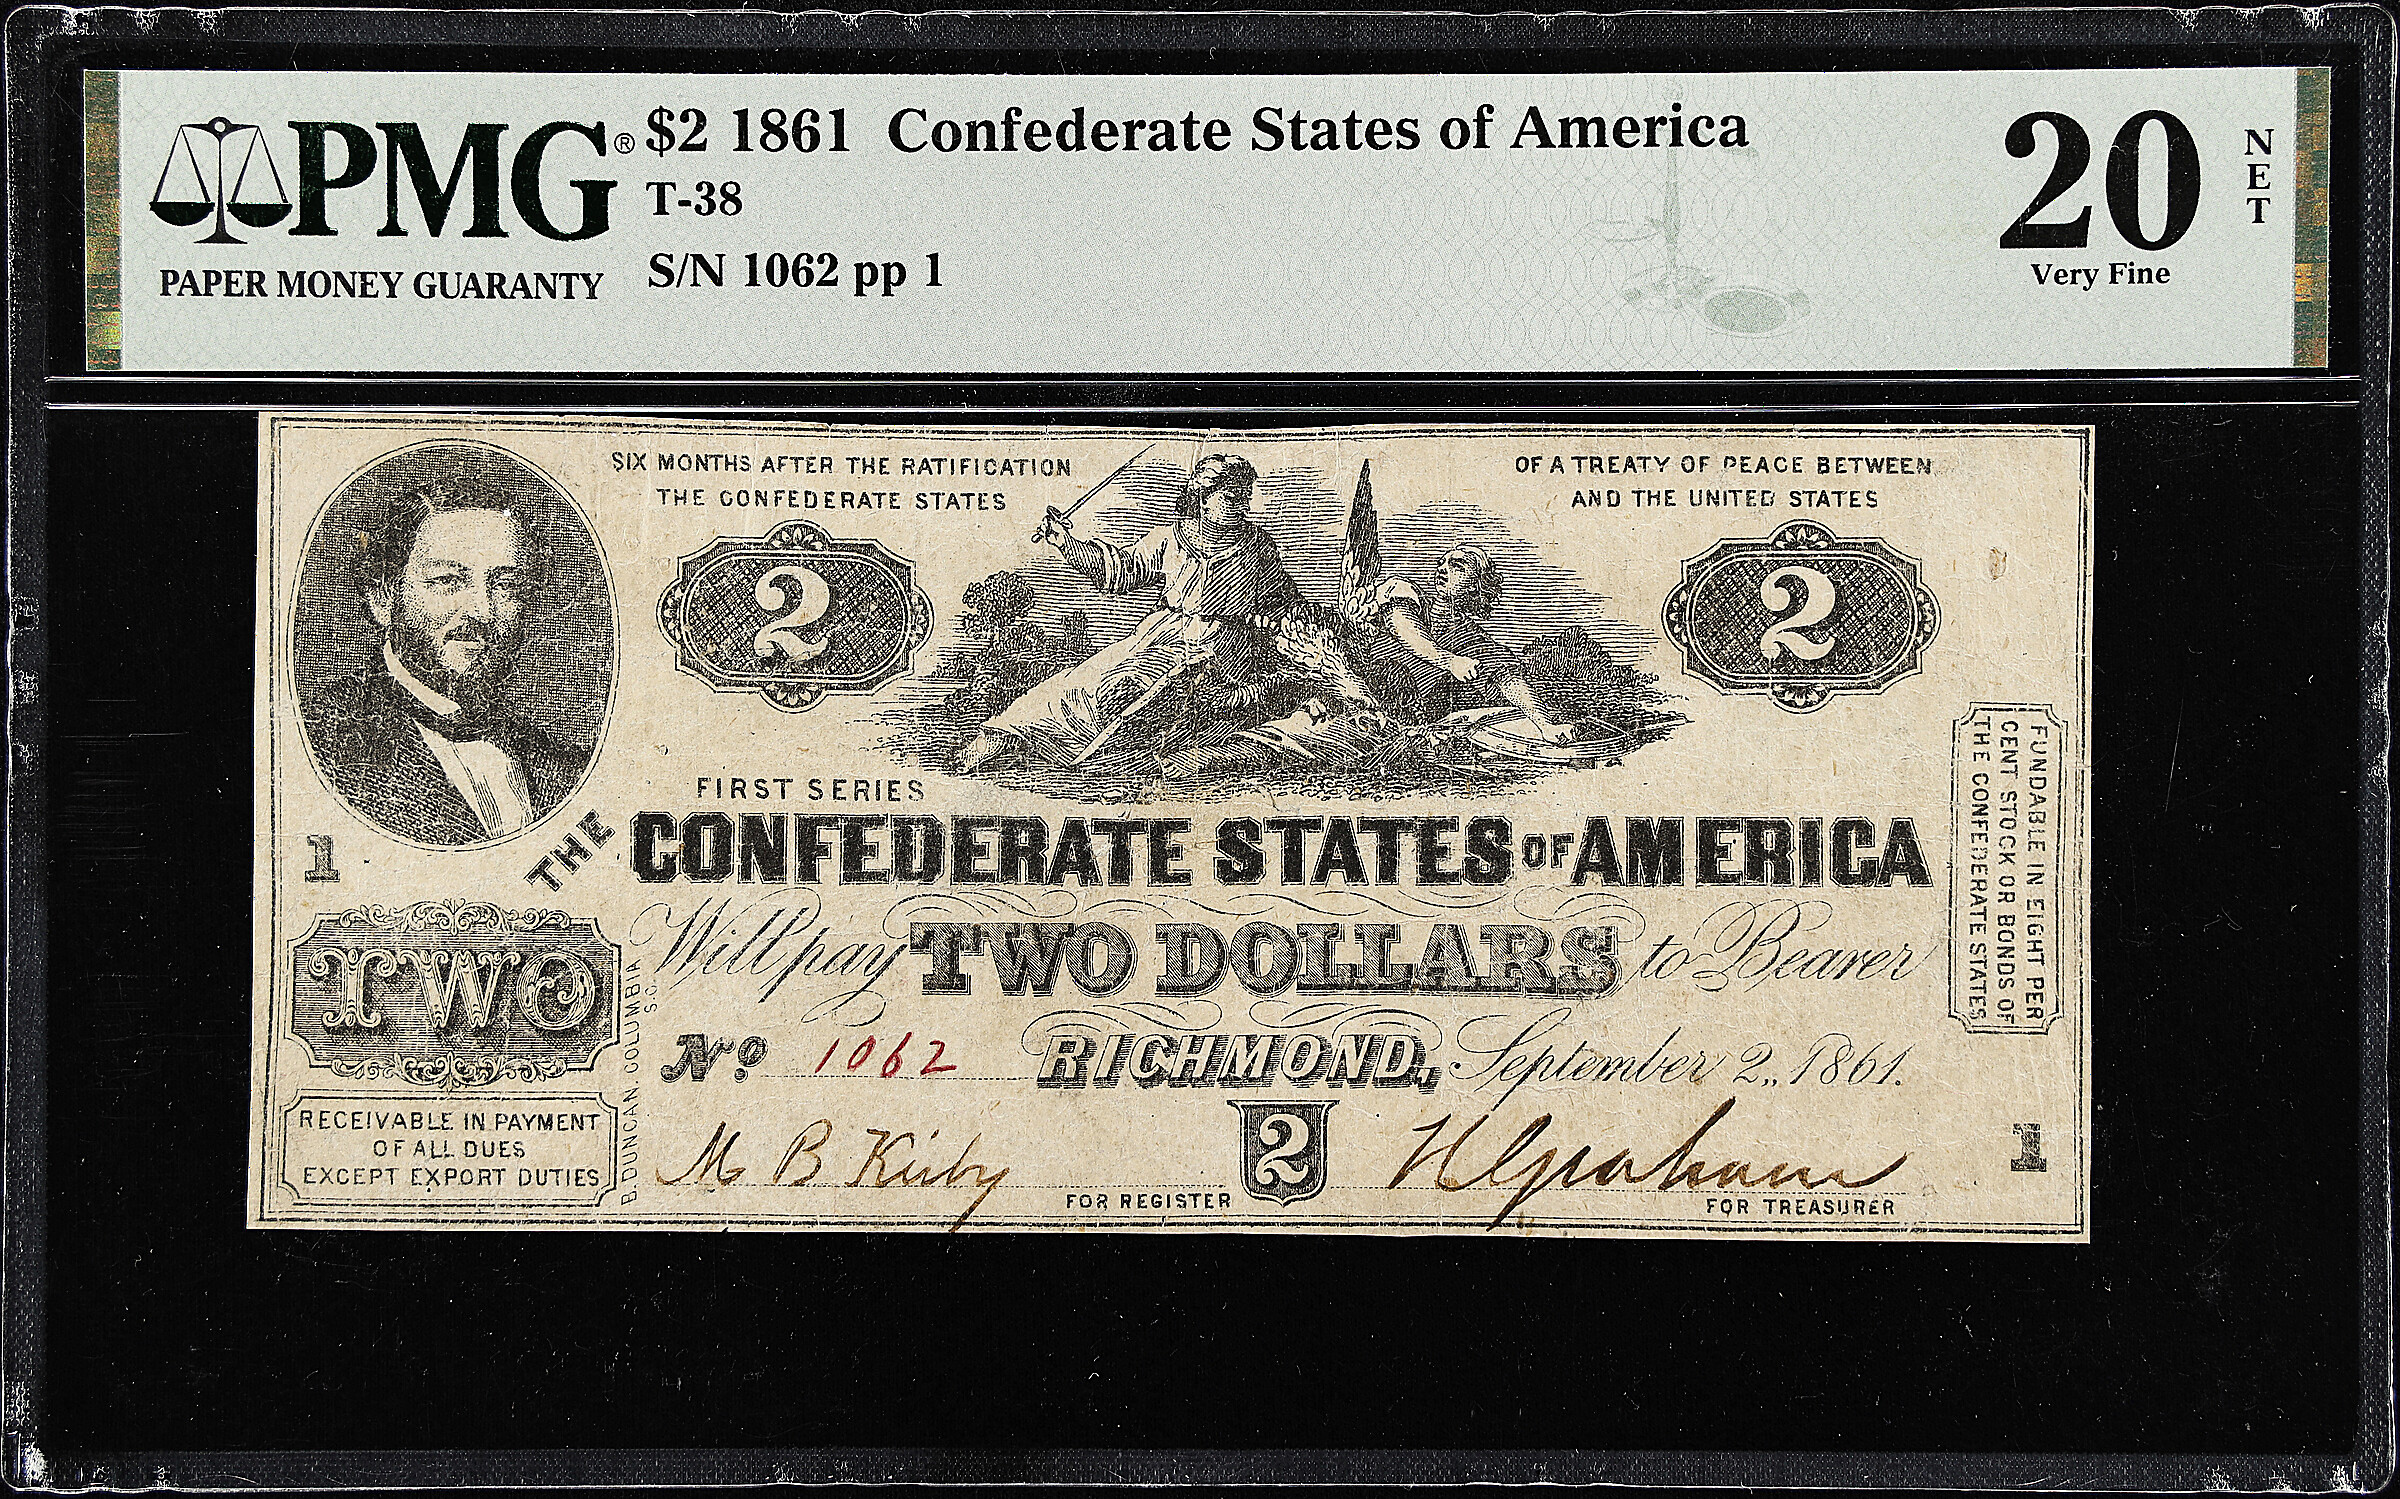 PMG®
PAPER MONEY GUARANTY
$2 1861 Confederate States of America
T-38
S/N 1062 pp 1
20
NET
Very Fine
SIX MONTHS AFTER THE RATIFICATION OF A TREATY OF PEACE BETWEEN
THE CONFEDERATE STATES AND THE UNITED STATES
2
2
FIRST SERIES
THE CONFEDERATE STATES OF AMERICA
1
Will pay TWO DOLLARS to Bearer
TWO
No. 1062 RICHMOND, September 2, 1861.
RECEIVABLE IN PAYMENT
OF ALL DUES
EXCEPT EXPORT DUTIES
B. DUNCAN COLUMBIA
S.C.
M B Kirby
FOR REGISTER
2
H Graham
FOR TREASURER
1
FUNDABLE IN EIGHT PER
CENT STOCK OR BONDS OF
THE CONFEDERATE STATES